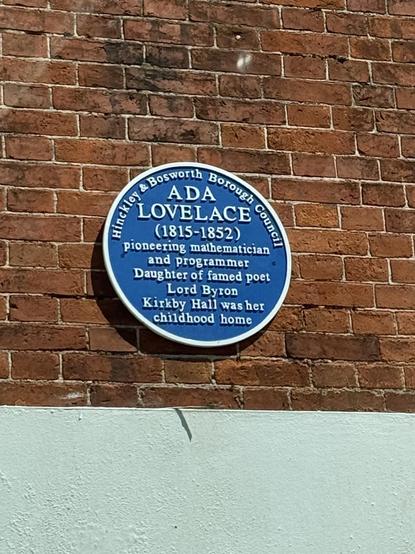 Hinckley & Bosworth Borough Council
ADA
LOVELACE
(1815-1852)
pioneering mathematician
and programmer
Daughter of famed poet
Lord Byron
Kirkby Hall was her
childhood home